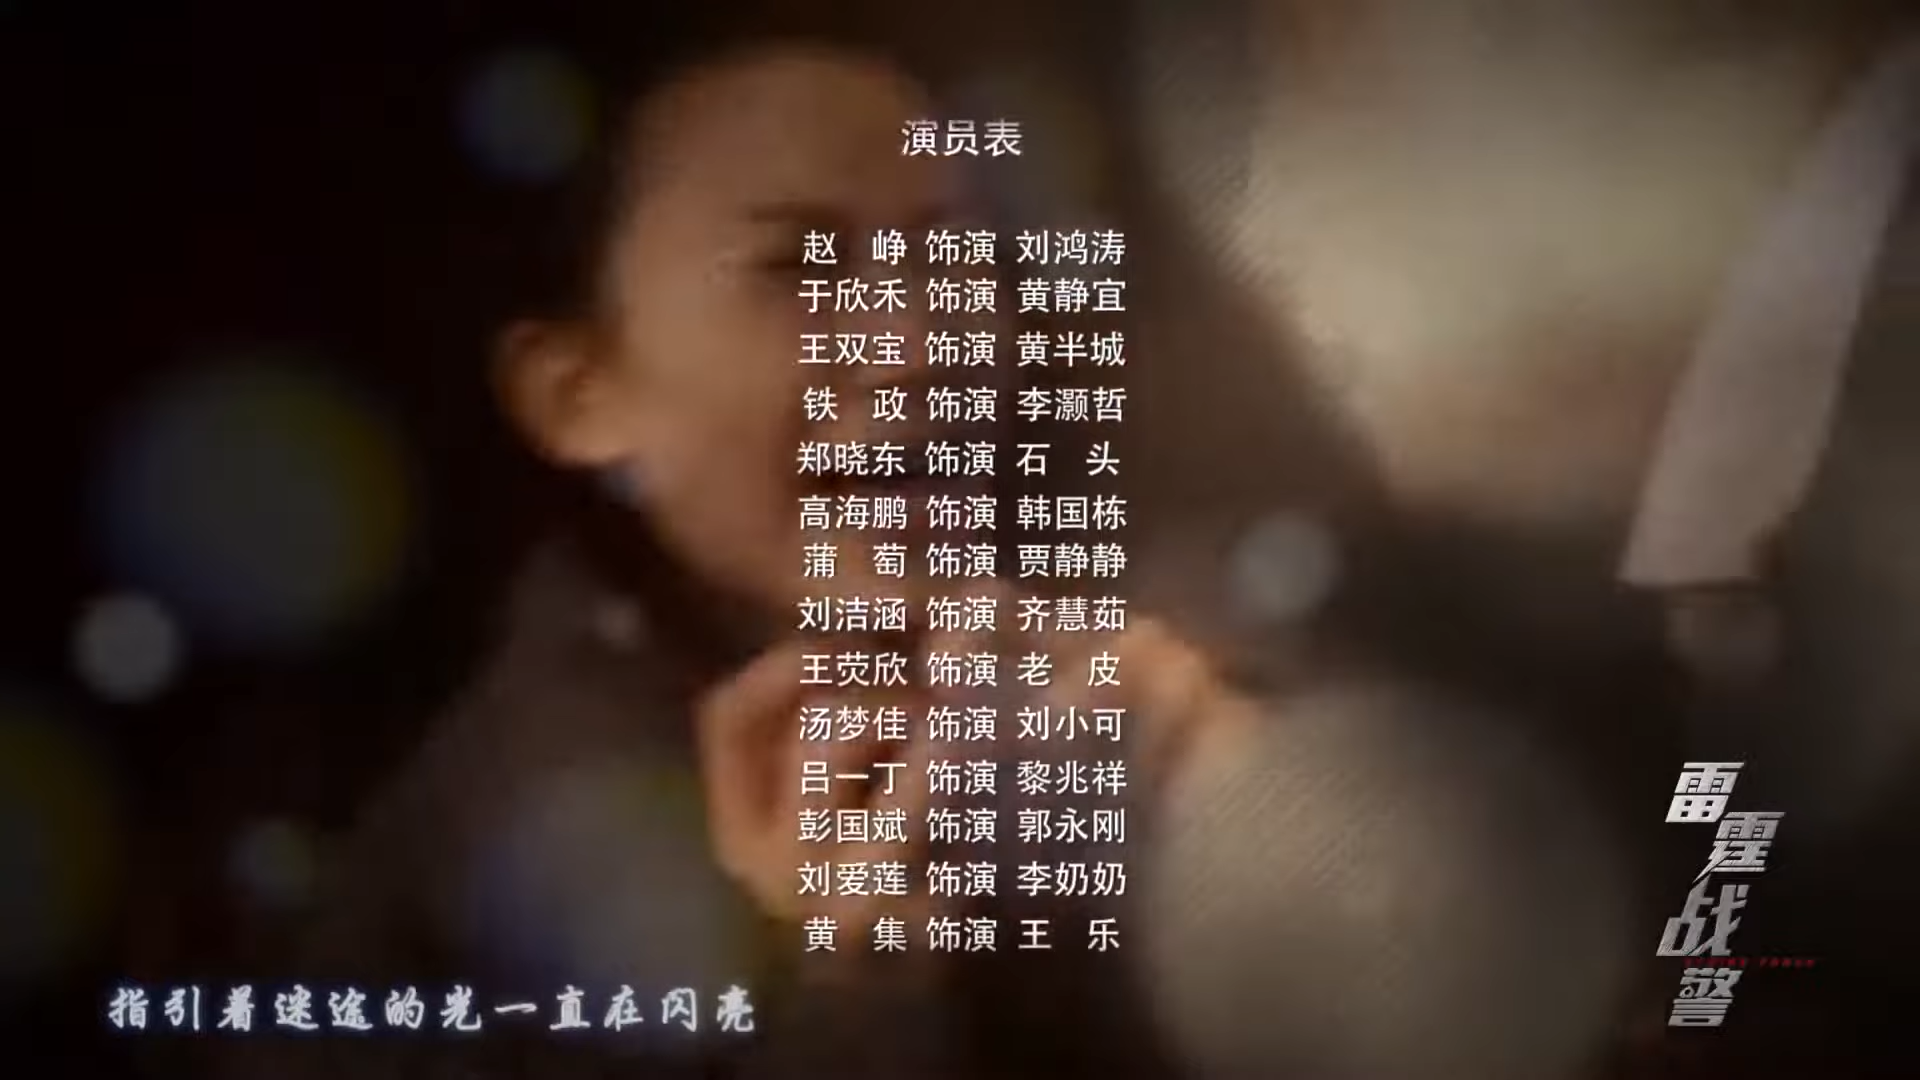 演员表
赵 峥 饰演 刘鸿涛
于欣禾 饰演 黄静宜
王双宝 饰演 黄半城
铁 政 饰演 李灏哲
郑晓东 饰演 石 头
高海鹏 饰演 韩国栋
蒲 萄 饰演 贾静静
刘洁涵 饰演 齐慧茹
王荧欣 饰演 老 皮
汤梦佳 饰演 刘小可
吕一丁 饰演 黎兆祥
彭国斌 饰演 郭永刚
刘爱莲 饰演 李奶奶
黄 集 饰演 王 乐
指引着迷途的光一直在闪亮
雷霆战警